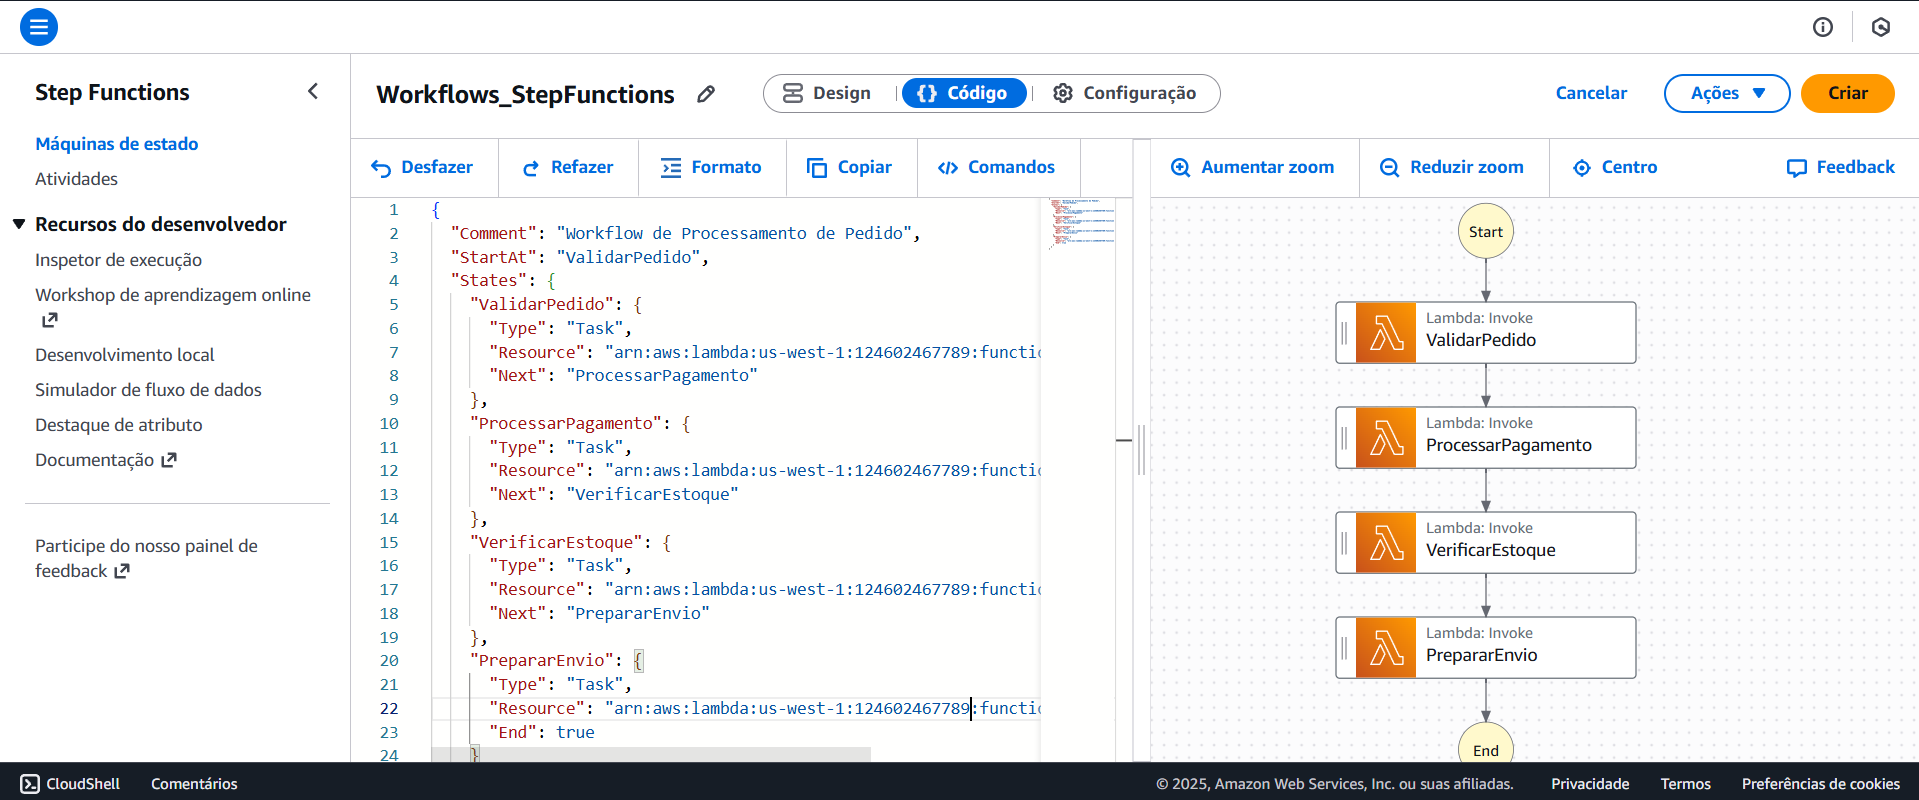 Step Functions
Máquinas de estado
Atividades
Recursos do desenvolvedor
Inspetor de execução
Workshop de aprendizagem online
Desenvolvimento local
Simulador de fluxo de dados
Destaque de atributo
Documentação
Participe do nosso painel de
feedback
Workflows_StepFunctions
Design
{} Código
Configuração
Cancelar
Ações
Criar
Desfazer
Refazer
Formato
Copiar
Comandos
Aumentar zoom
Reduzir zoom
Centro
Feedback
1 {
2 "Comment": "Workflow de Processamento de Pedido",
3 "StartAt": "ValidarPedido",
4 "States": {
5 "ValidarPedido": {
6 "Type": "Task",
7 "Resource": "arn:aws:lambda:us-west-1:124602467789:functio
8 "Next": "ProcessarPagamento"
9 },
10 "ProcessarPagamento": {
11 "Type": "Task",
12 "Resource": "arn:aws:lambda:us-west-1:124602467789:functio
13 "Next": "VerificarEstoque"
14 },
15 "VerificarEstoque": {
16 "Type": "Task",
17 "Resource": "arn:aws:lambda:us-west-1:124602467789:functio
18 "Next": "PrepararEnvio"
19 },
20 "PrepararEnvio": {
21 "Type": "Task",
22 "Resource": "arn:aws:lambda:us-west-1:124602467789:functio
23 "End": true
24 }
Start
Lambda: Invoke
ValidarPedido
Lambda: Invoke
ProcessarPagamento
Lambda: Invoke
VerificarEstoque
Lambda: Invoke
PrepararEnvio
End
CloudShell
Comentários
© 2025, Amazon Web Services, Inc. ou suas afiliadas.
Privacidade
Termos
Preferências de cookies